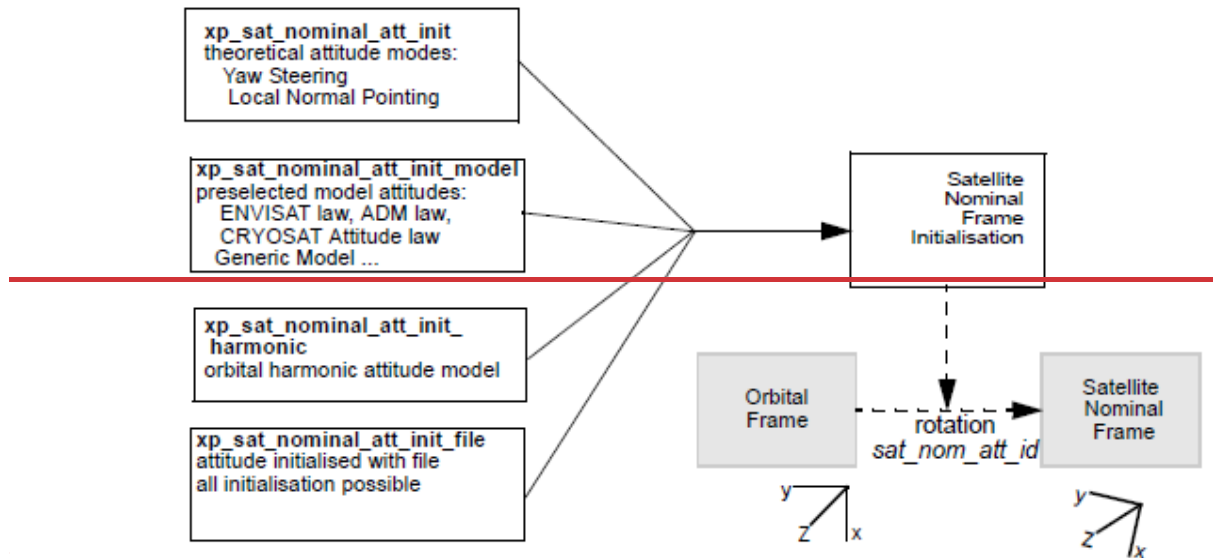 xp_sat_nominal_att_init
theoretical attitude modes:
Yaw Steering
Local Normal Pointing
xp_sat_nominal_att_init_model
preselected model attitudes:
ENVISAT law, ADM law,
CRYOSAT Attitude law
Generic Model ...
xp_sat_nominal_att_init_
harmonic
orbital harmonic attitude model
xp_sat_nominal_att_init_file
attitude initialised with file
all initialisation possible
Satellite
Nominal
Frame
Initialisation
Orbital
Frame
rotation
sat_nom_att_id
Satellite
Nominal
Frame
y
Z
x
y
z
x